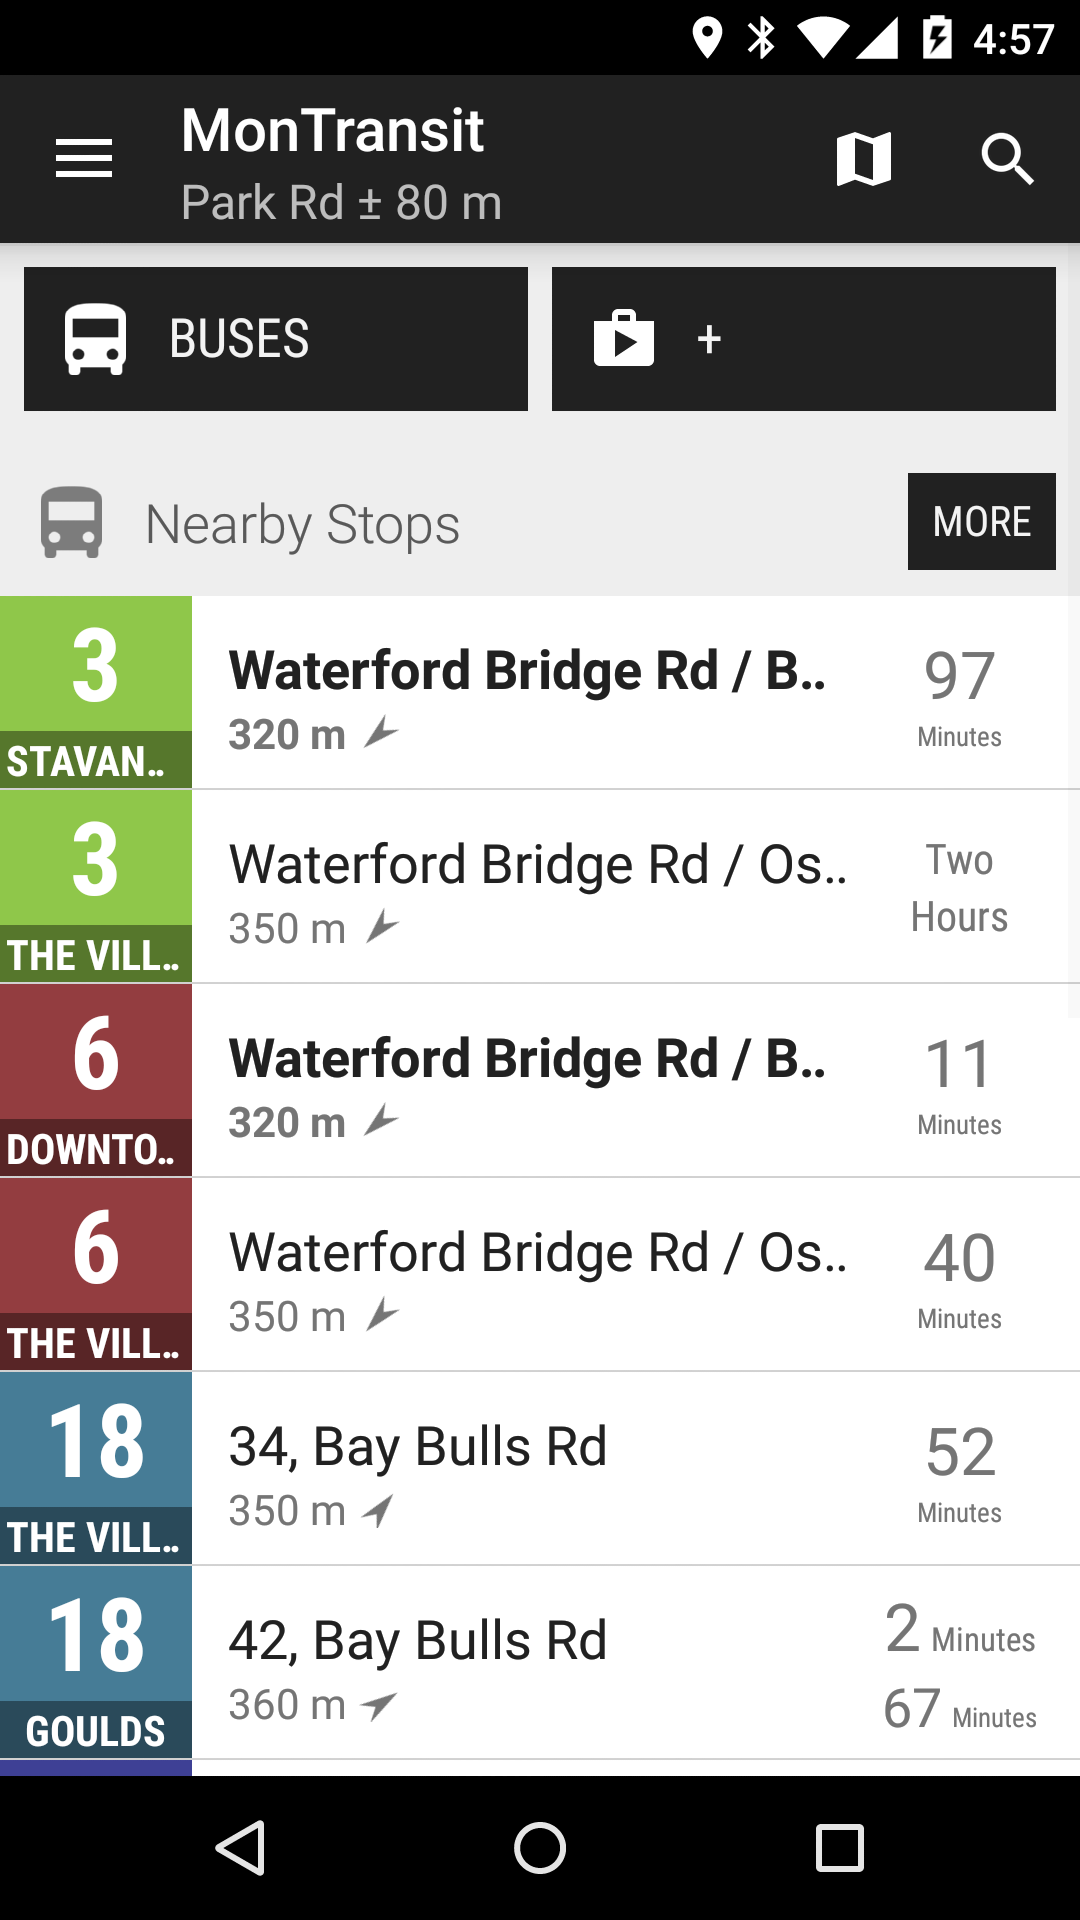 4:57
MonTransit
Park Rd ± 80 m
BUSES
+
Nearby Stops
MORE
3
STAVAN..
Waterford Bridge Rd / B..
320 m
97
Minutes
3
THE VILL..
Waterford Bridge Rd / Os..
350 m
Two
Hours
6
DOWNTO..
Waterford Bridge Rd / B..
320 m
11
Minutes
6
THE VILL..
Waterford Bridge Rd / Os..
350 m
40
Minutes
18
THE VILL..
34, Bay Bulls Rd
350 m
52
Minutes
18
GOULDS
42, Bay Bulls Rd
360 m
2 Minutes
67 Minutes